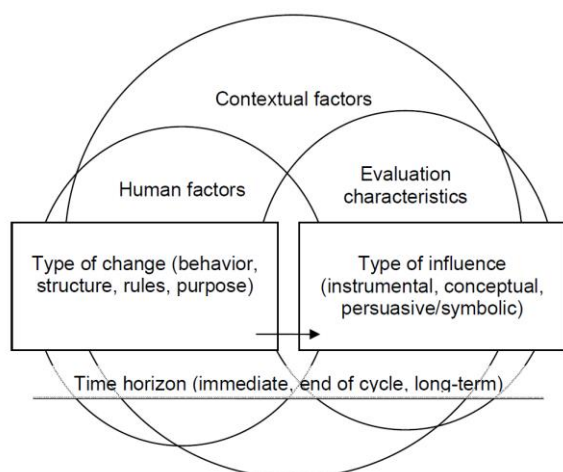 Contextual factors
Human factors
Evaluation
characteristics
Type of change (behavior,
structure, rules, purpose)
Type of influence
(instrumental, conceptual,
persuasive/symbolic)
Time horizon (immediate, end of cycle, long-term)